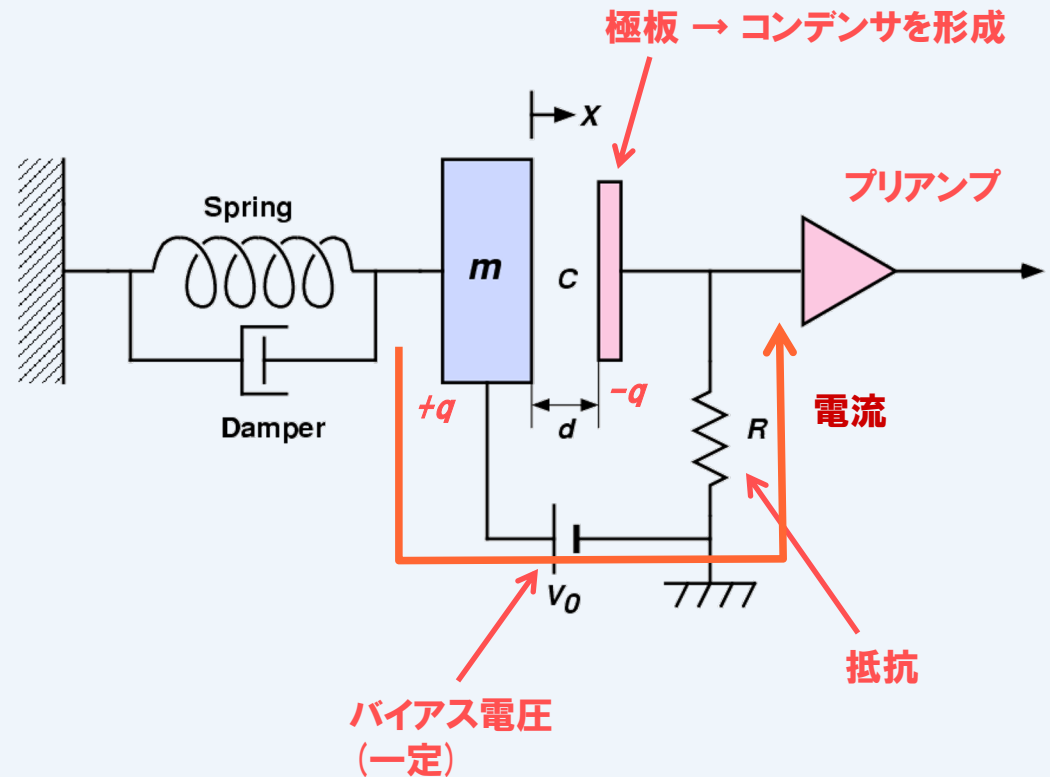 極板 → コンデンサを形成
X
プリアンプ
Spring
m
C
+q
-q
d
R
電流
Damper
V0
抵抗
バイアス電圧
(一定)